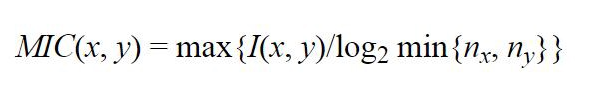 MIC(x, y) = max{I(x, y)/log₂ min{nₓ, nᵧ}}